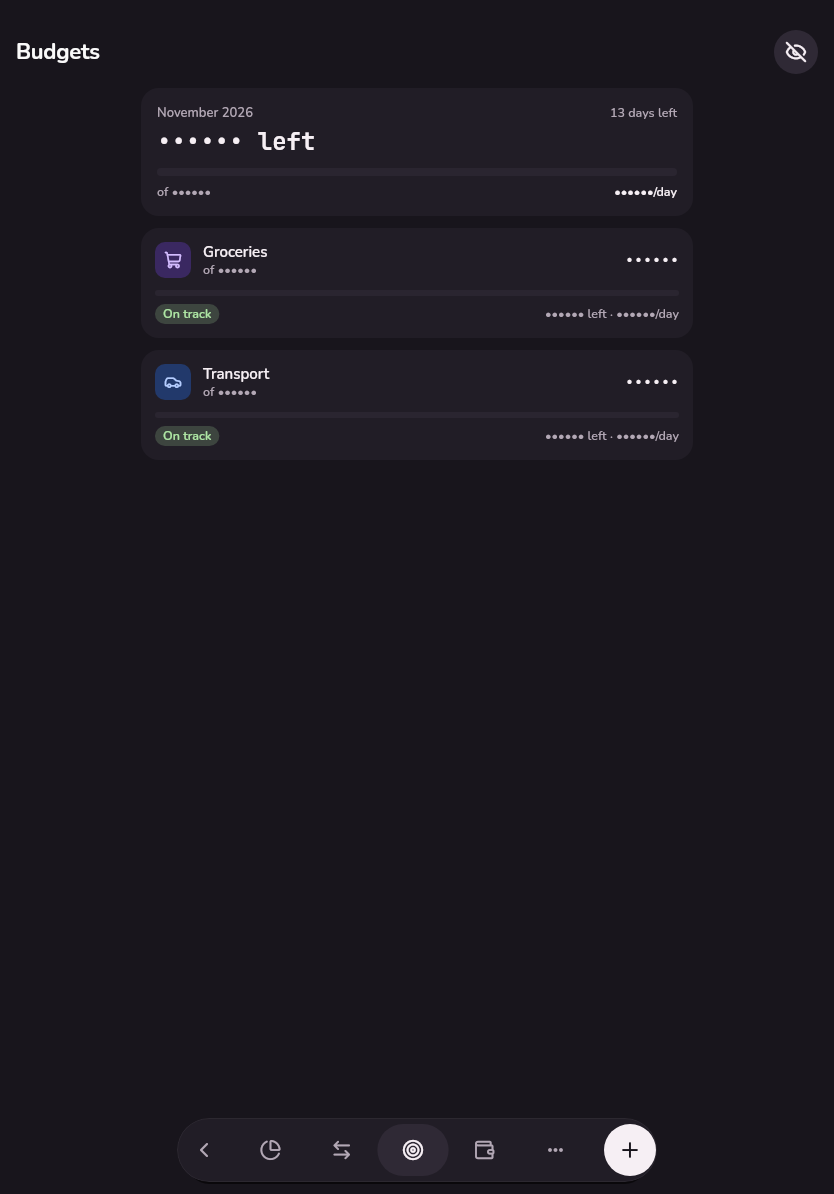 Budgets
November 2026
13 days left
•••••• left
of ••••••
••••••/day
Groceries
••••••
of ••••••
On track
•••••• left · ••••••/day
Transport
••••••
of ••••••
On track
•••••• left · ••••••/day